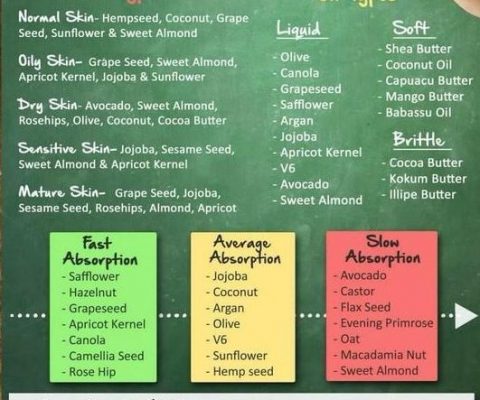 Normal Skin- Hempseed, Coconut, Grape
Seed, Sunflower & Sweet Almond
Oily Skin- Grape Seed, Sweet Almond,
Apricot Kernel, Jojoba & Sunflower
Dry Skin- Avocado, Sweet Almond,
Rosehips, Olive, Coconut, Cocoa Butter
Sensitive Skin- Jojoba, Sesame Seed,
Sweet Almond & Apricot Kernel
Mature Skin- Grape Seed, Jojoba,
Sesame Seed, Rosehips, Almond, Apricot
Liquid
- Olive
- Canola
- Grapeseed
- Safflower
- Argan
- Jojoba
- Apricot Kernel
- V6
- Avocado
- Sweet Almond
Soft
- Shea Butter
- Coconut Oil
- Capuacu Butter
- Mango Butter
- Babassu Oil
Brittle
- Cocoa Butter
- Kokum Butter
- Illipe Butter
Fast
Absorption
- Safflower
- Hazelnut
- Grapeseed
- Apricot Kernel
- Canola
- Camellia Seed
- Rose Hip
Average
Absorption
- Jojoba
- Coconut
- Argan
- Olive
- V6
- Sunflower
- Hemp seed
Slow
Absorption
- Avocado
- Castor
- Flax Seed
- Evening Primrose
- Oat
- Macadamia Nut
- Sweet Almond